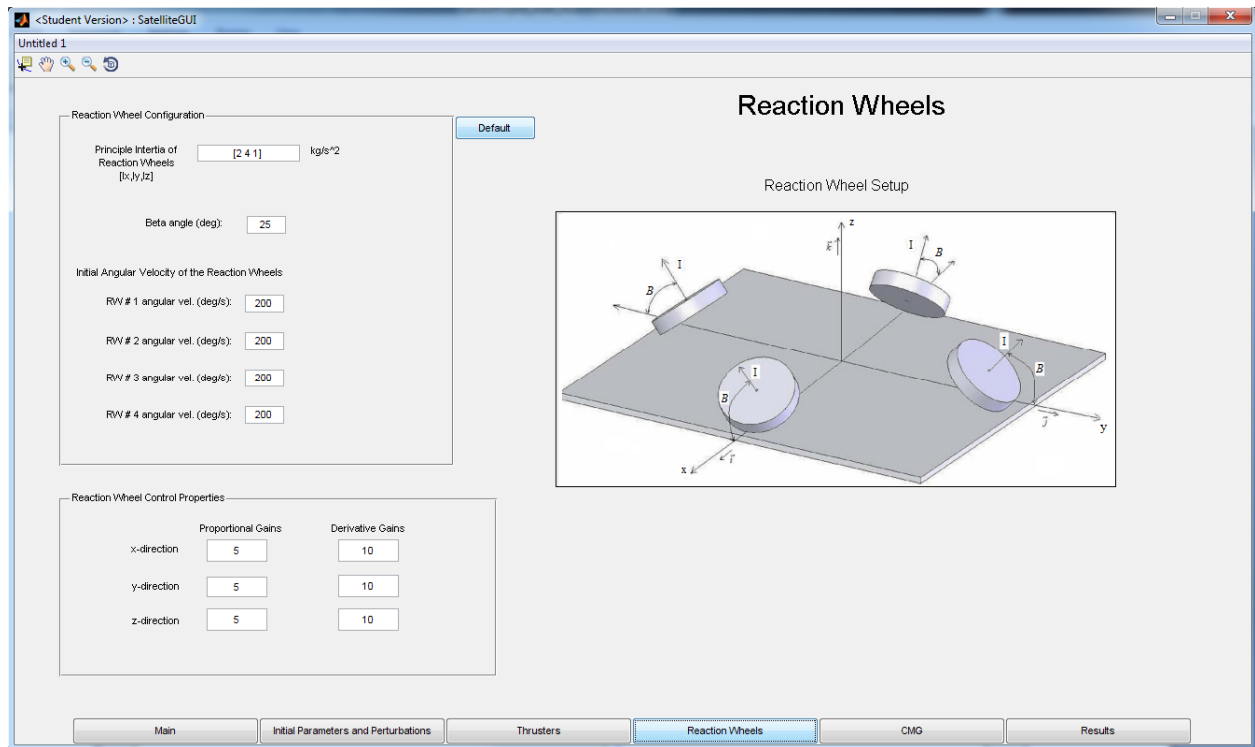 <Student Version> : SatelliteGUI
Untitled 1
Reaction Wheels
Reaction Wheel Configuration
Default
Principle Intertia of
Reaction Wheels
[Ix,Iy,Iz]
[2 4 1]
kg/s^2
Beta angle (deg):
25
Initial Angular Velocity of the Reaction Wheels
RW # 1 angular vel. (deg/s):
200
RW # 2 angular vel. (deg/s):
200
RW # 3 angular vel. (deg/s):
200
RW # 4 angular vel. (deg/s):
200
Reaction Wheel Setup
z
k
I
B
I
B
I
B
I
B
x
i
j
y
Reaction Wheel Control Properties
Proportional Gains Derivative Gains
x-direction 5 10
y-direction 5 10
z-direction 5 10
Main
Initial Parameters and Perturbations
Thrusters
Reaction Wheels
CMG
Results